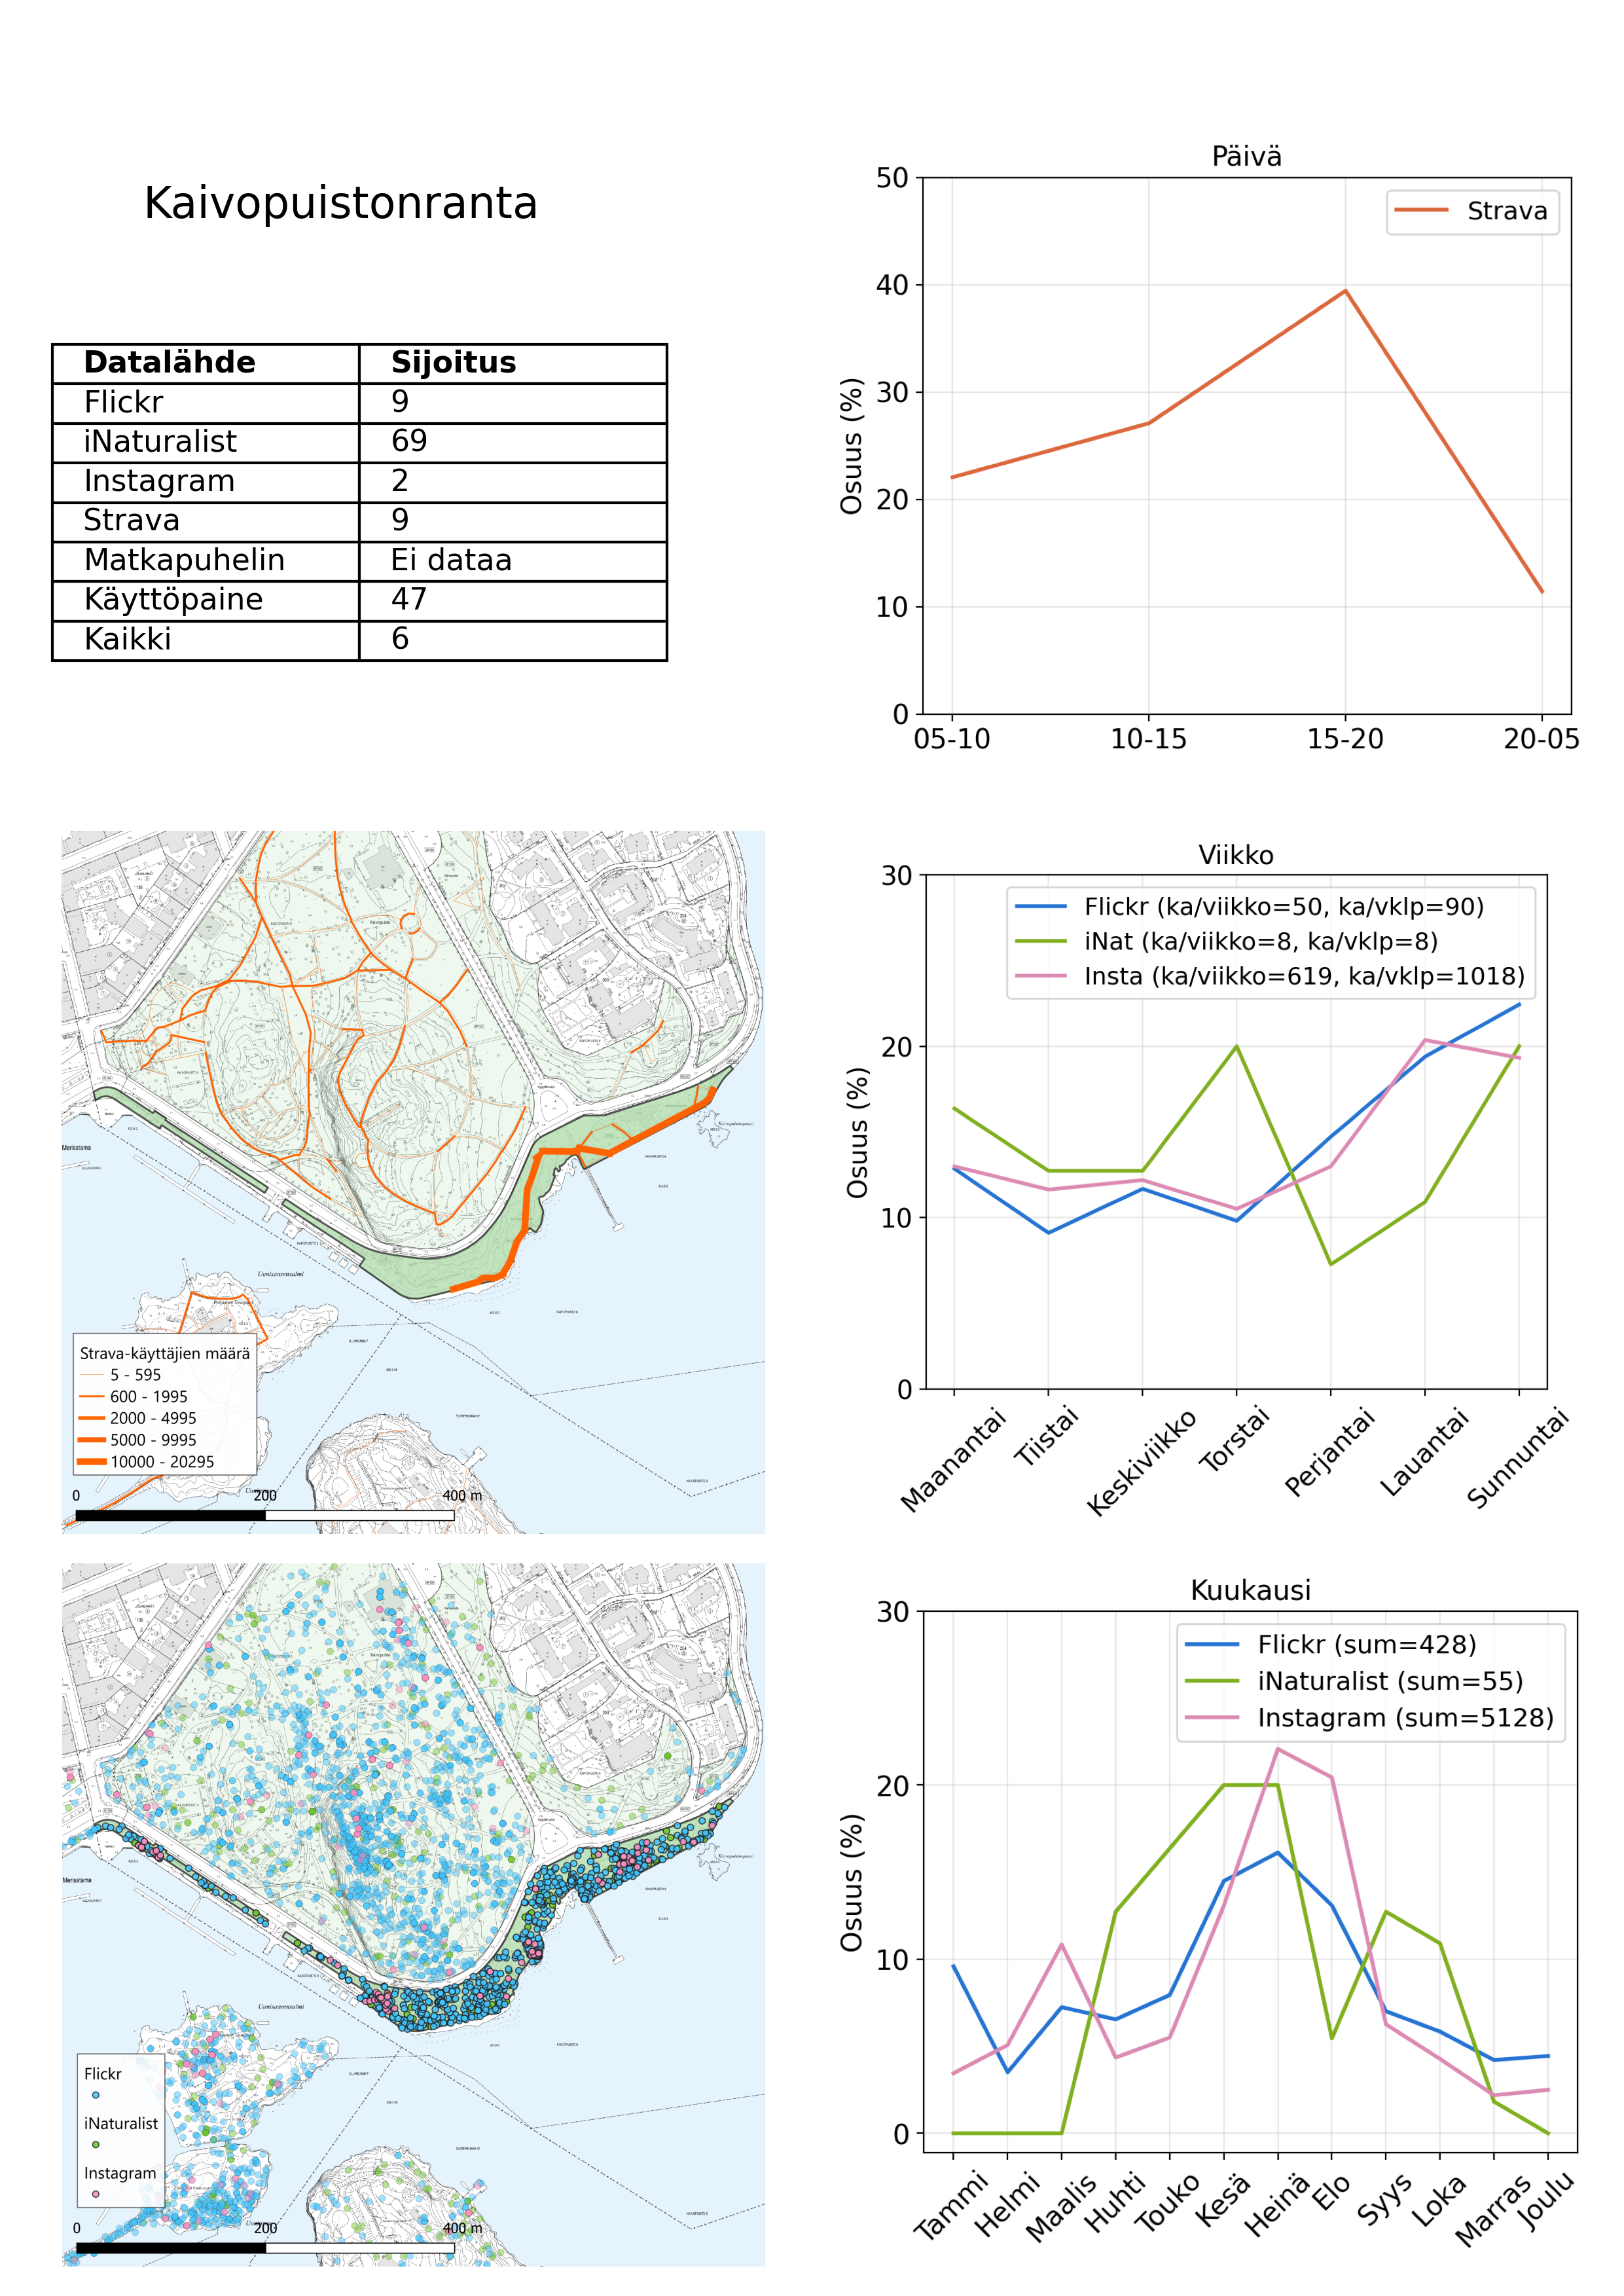 Kaivopuistonranta
Datalähde Sijoitus
Flickr 9
iNaturalist 69
Instagram 2
Strava 9
Matkapuhelin Ei dataa
Käyttöpaine 47
Kaikki 6
Päivä
Strava
Osuus (%)
50
40
30
20
10
0
05-10 10-15 15-20 20-05
Merisatama
Uunisaarensalmi
Strava-käyttäjien määrä
5 - 595
600 - 1995
2000 - 4995
5000 - 9995
10000 - 20295
0 200 400 m
Viikko
Flickr (ka/viikko=50, ka/vklp=90)
iNat (ka/viikko=8, ka/vklp=8)
Insta (ka/viikko=619, ka/vklp=1018)
Osuus (%)
30
20
10
0
Maanantai Tiistai Keskiviikko Torstai Perjantai Lauantai Sunnuntai
Merisatama
Uunisaarensalmi
Flickr
iNaturalist
Instagram
0 200 400 m
Kuukausi
Flickr (sum=428)
iNaturalist (sum=55)
Instagram (sum=5128)
Osuus (%)
30
20
10
0
Tammi Helmi Maalis Huhti Touko Kesä Heinä Elo Syys Loka Marras Joulu